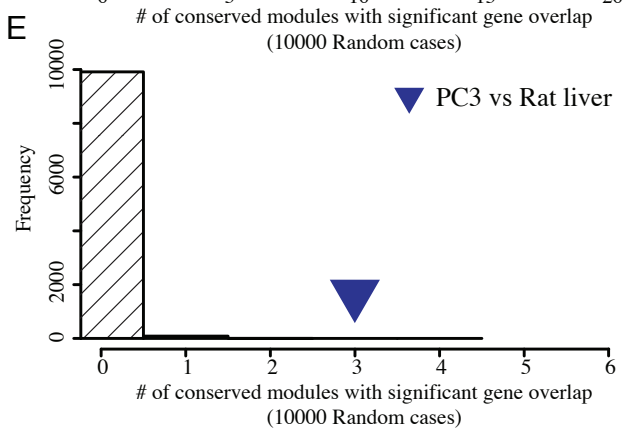 # of conserved modules with significant gene overlap
(10000 Random cases)
E
PC3 vs Rat liver
Frequency
10000
6000
2000
0
0 1 2 3 4 5 6
# of conserved modules with significant gene overlap
(10000 Random cases)